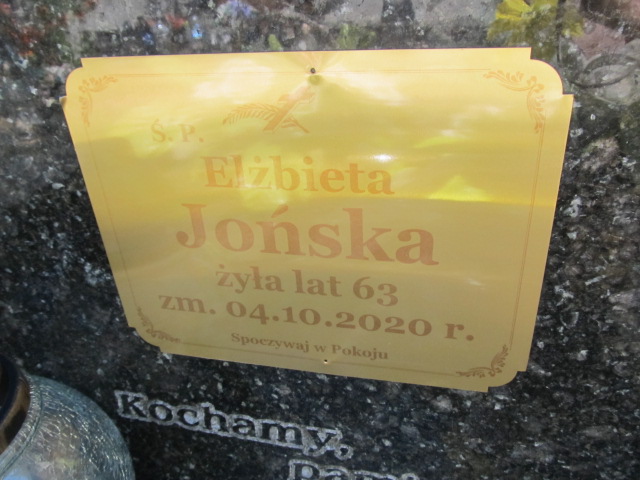 Ś. P.
Elżbieta
Jońska
żyła lat 63
zm. 04.10.2020 r.
Spoczywaj w Pokoju
Kochamy,